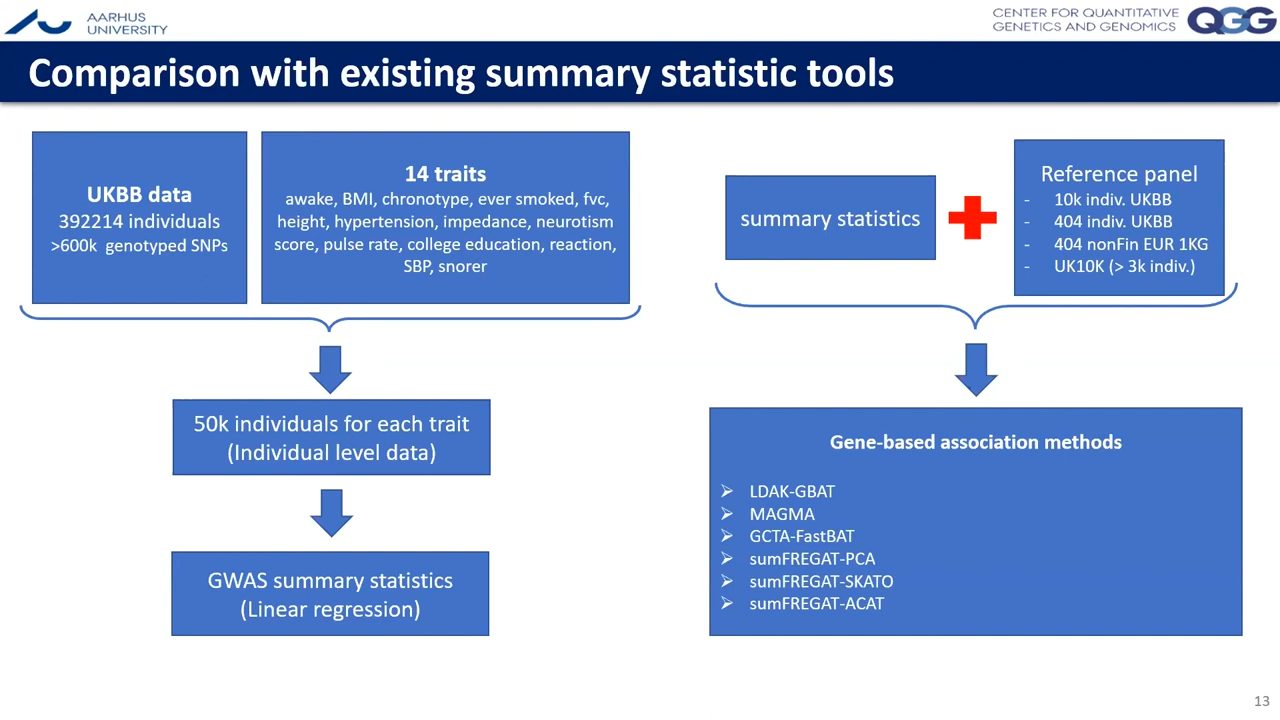 AARHUS
UNIVERSITY
CENTER FOR QUANTITATIVE
GENETICS AND GENOMICS
QGG
Comparison with existing summary statistic tools
UKBB data
392214 individuals
>600k genotyped SNPs
14 traits
awake, BMI, chronotype, ever smoked, fvc,
height, hypertension, impedance, neurotism
score, pulse rate, college education, reaction,
SBP, snorer
50k individuals for each trait
(Individual level data)
GWAS summary statistics
(Linear regression)
summary statistics
Reference panel
- 10k indiv. UKBB
- 404 indiv. UKBB
- 404 nonFin EUR 1KG
- UK10K (> 3k indiv.)
Gene-based association methods
➢ LDAK-GBAT
➢ MAGMA
➢ GCTA-FastBAT
➢ sumFREGAT-PCA
➢ sumFREGAT-SKATO
➢ sumFREGAT-ACAT
13